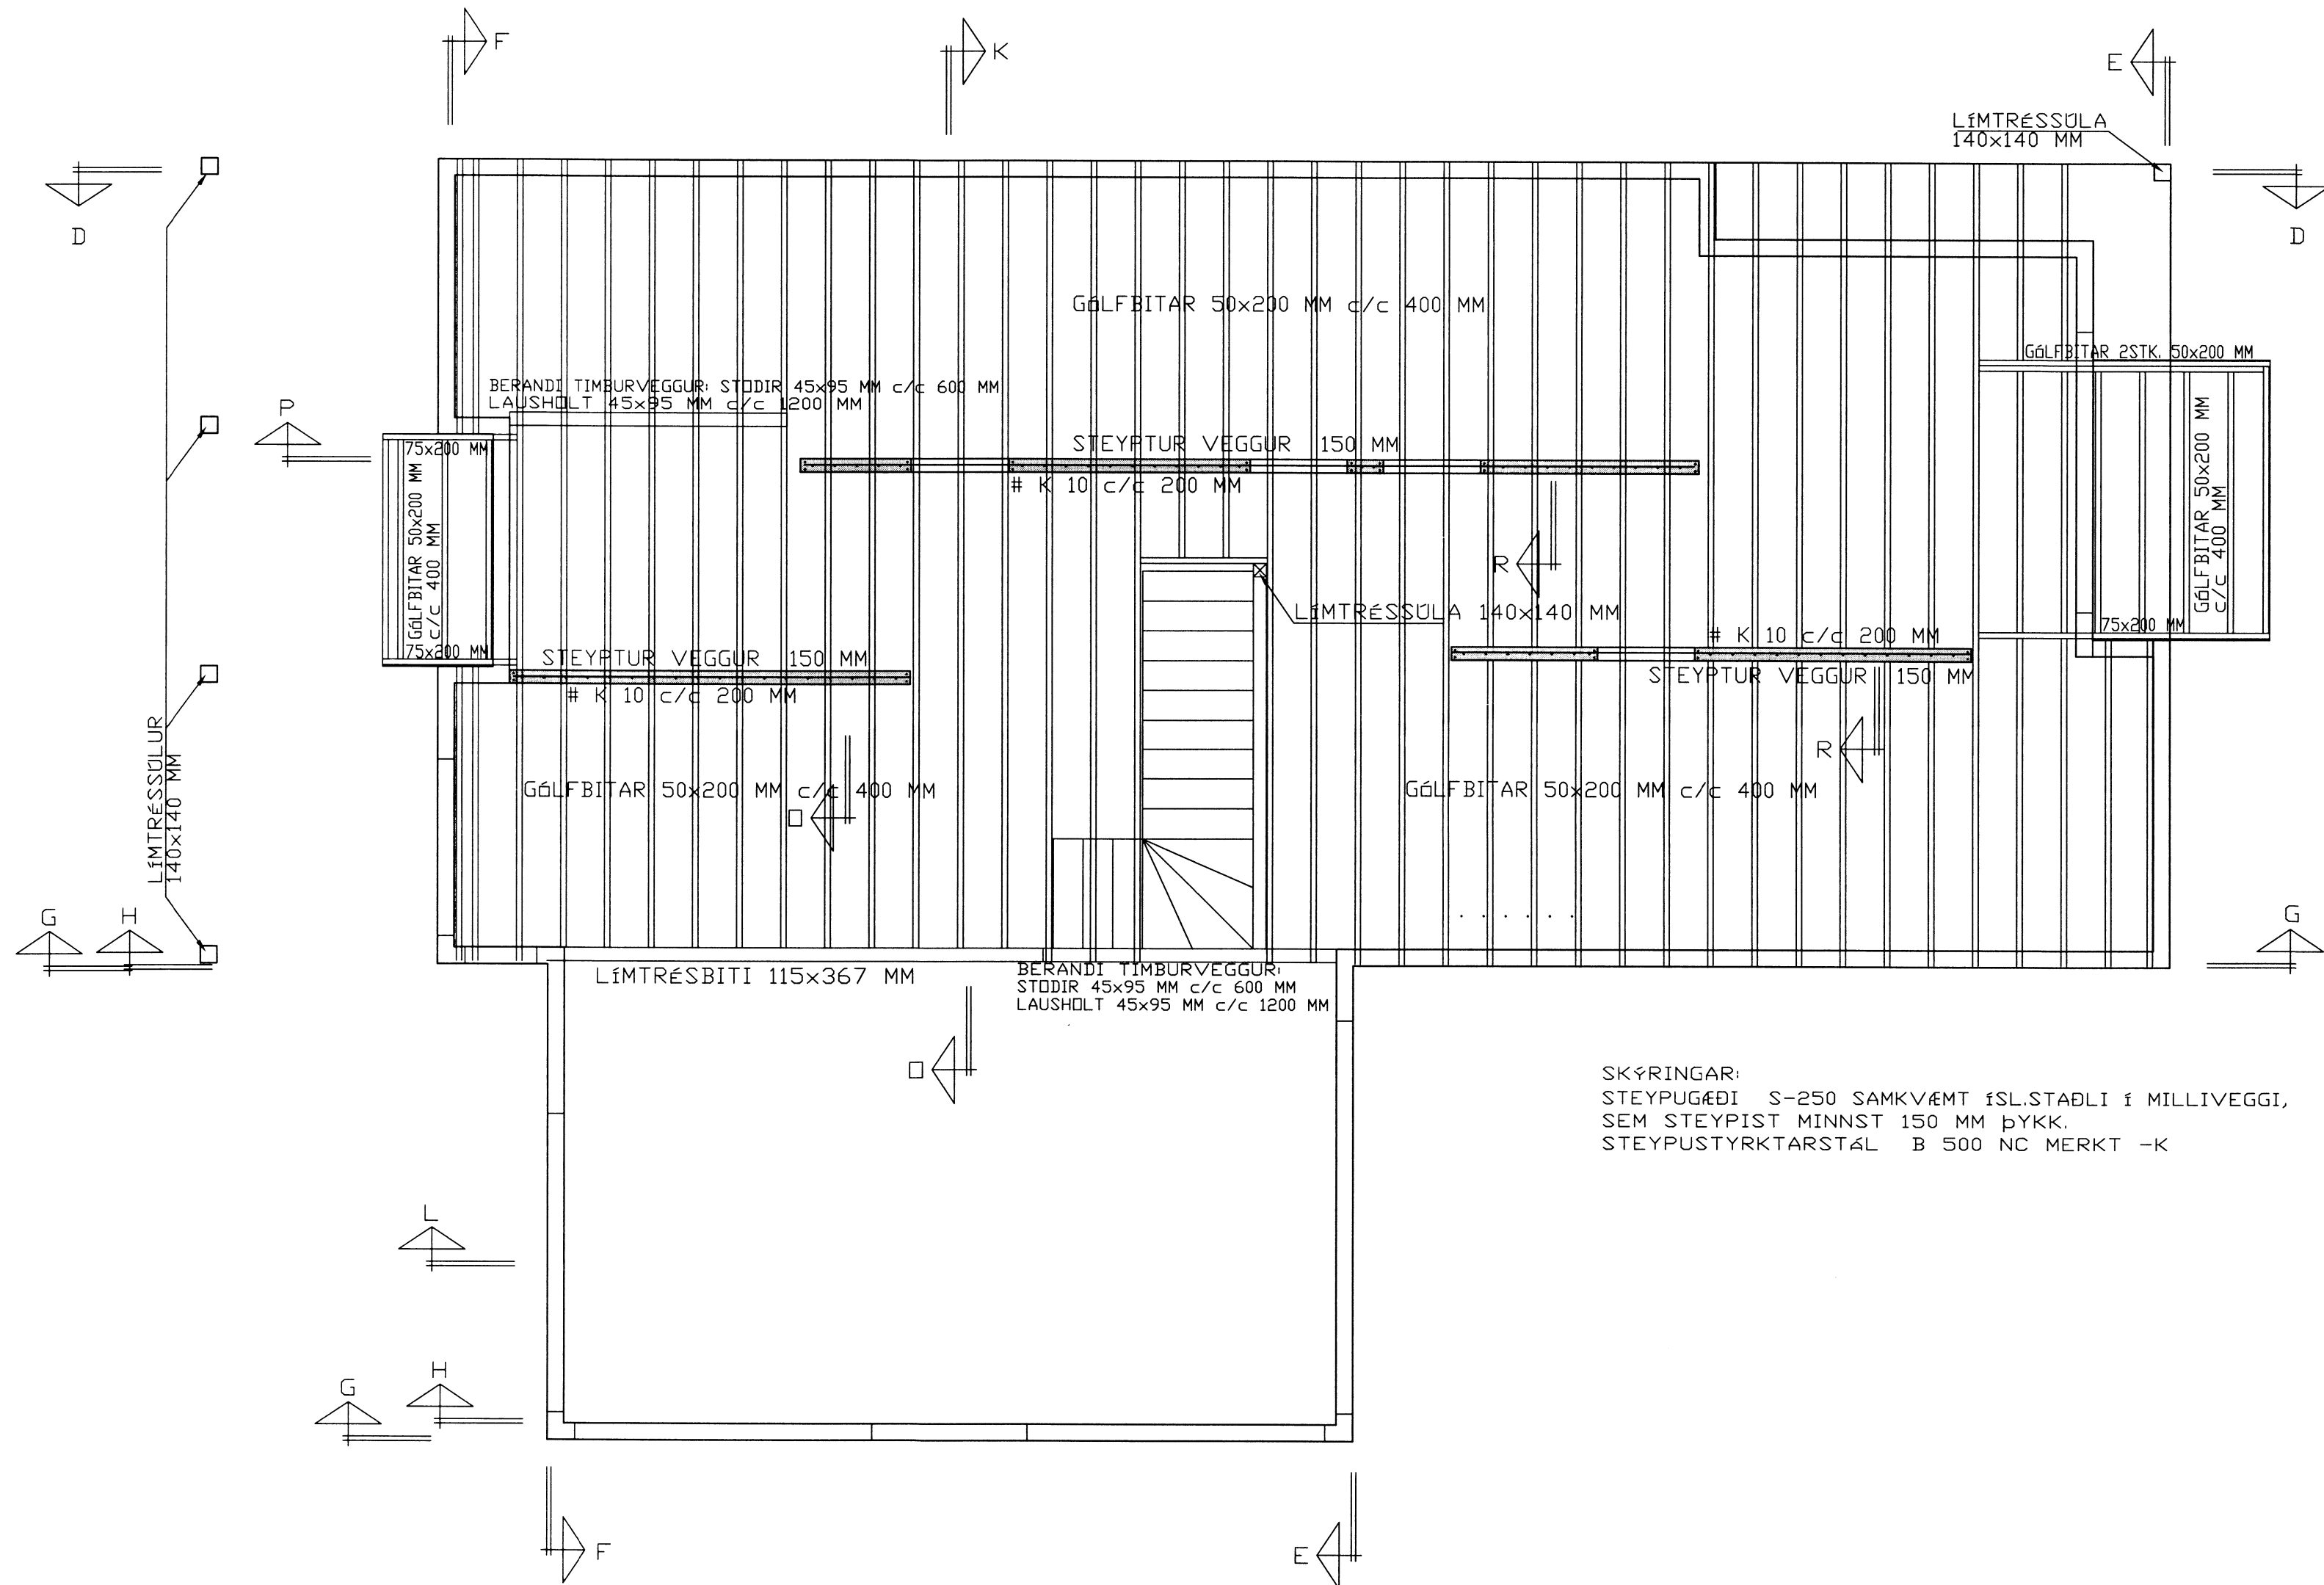 F
K
E
LÍMTRÉSSÚLA
140x140 MM
D
D
GÓLFBITAR 50x200 MM c/c 400 MM
GÓLFBITAR 2STK. 50x200 MM
BERANDI TIMBURVEGGUR: STODIR 45x95 MM c/c 600 MM
LAUSHOLT 45x95 MM c/c 1200 MM
P
75x200 MM
GÓLFBITAR 50x200 MM
c/c 400 MM
75x200 MM
STEYPTUR VEGGUR 150 MM
# K 10 c/c 200 MM
GÓLFBITAR 50x200 MM
c/c 400 MM
R
LÍMTRÉSSÚLA 140x140 MM
75x200 MM
# K 10 c/c 200 MM
STEYPTUR VEGGUR 150 MM
STEYPTUR VEGGUR 150 MM
# K 10 c/c 200 MM
LÍMTRÉSSÚLUR
140x140 MM
R
GÓLFBITAR 50x200 MM c/c 400 MM
GÓLFBITAR 50x200 MM c/c 400 MM
O
G
H
G
LÍMTRÉSBITI 115x367 MM
BERANDI TIMBURVEGGUR:
STODIR 45x95 MM c/c 600 MM
LAUSHOLT 45x95 MM c/c 1200 MM
O
SKÝRINGAR:
STEYPUGÆÐI S-250 SAMKVÆMT ÍSL.STAÐLI Í MILLIVEGGI,
SEM STEYPIST MINNST 150 MM ÞYKK.
STEYPUSTYRKTARSTÁL B 500 NC MERKT -K
L
G
H
F
E